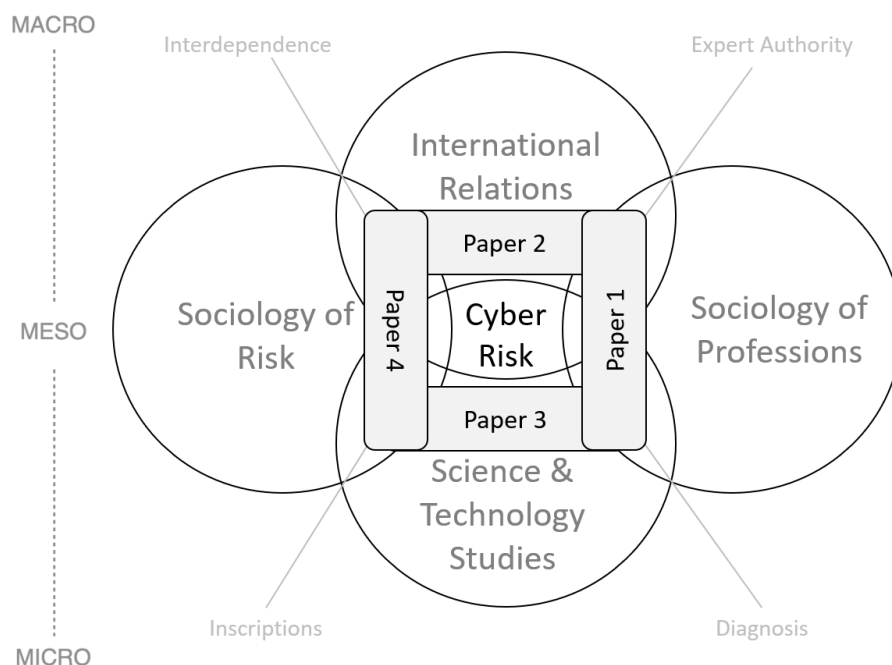 MACRO
Interdependence
Expert Authority
International
Relations
Paper 2
MESO
Sociology of
Risk
Paper 4
Cyber
Risk
Paper 1
Sociology of
Professions
Paper 3
Science &
Technology
Studies
Inscriptions
Diagnosis
MICRO